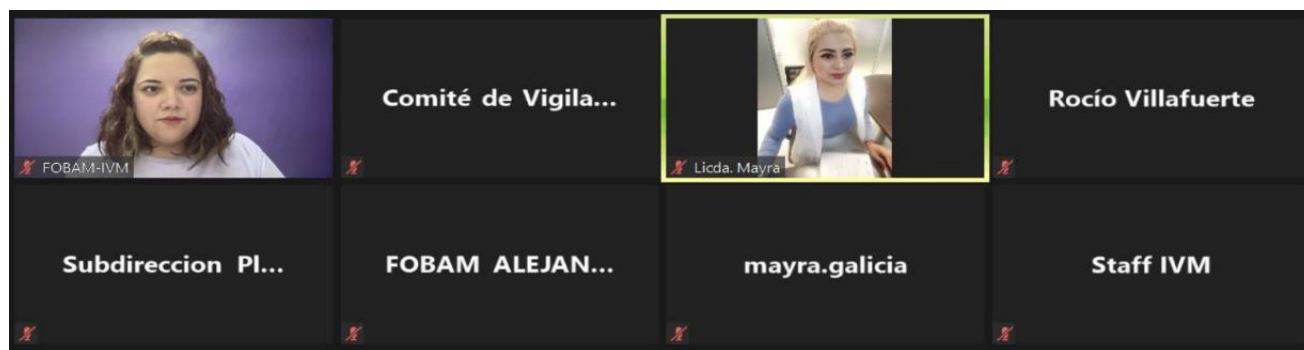 FOBAM-IVM
Comité de Vigila...
Licda. Mayra
Rocío Villafuerte
Subdireccion Pl...
FOBAM ALEJAN...
mayra.galicia
Staff IVM